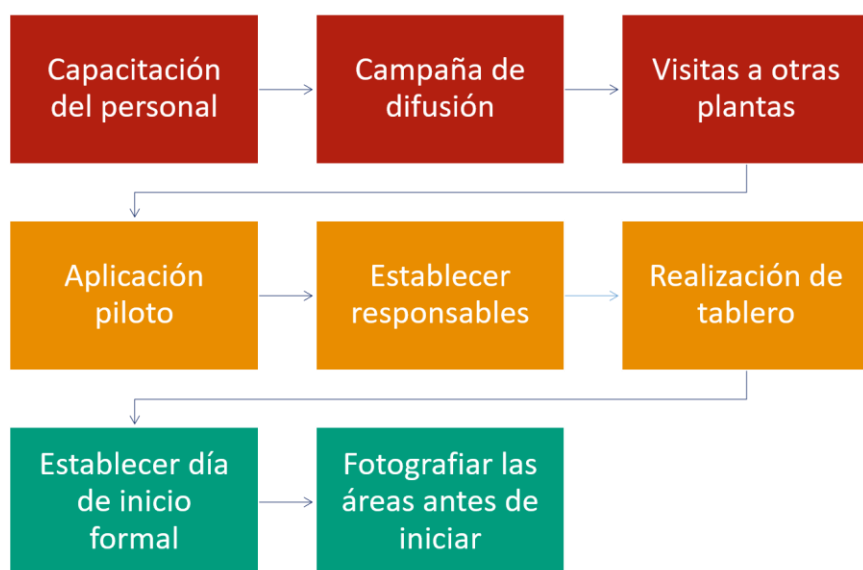 Capacitación
del personal
Campaña de
difusión
Visitas a otras
plantas
Aplicación
piloto
Establecer
responsables
Realización de
tablero
Establecer día
de inicio
formal
Fotografiar las
áreas antes de
iniciar